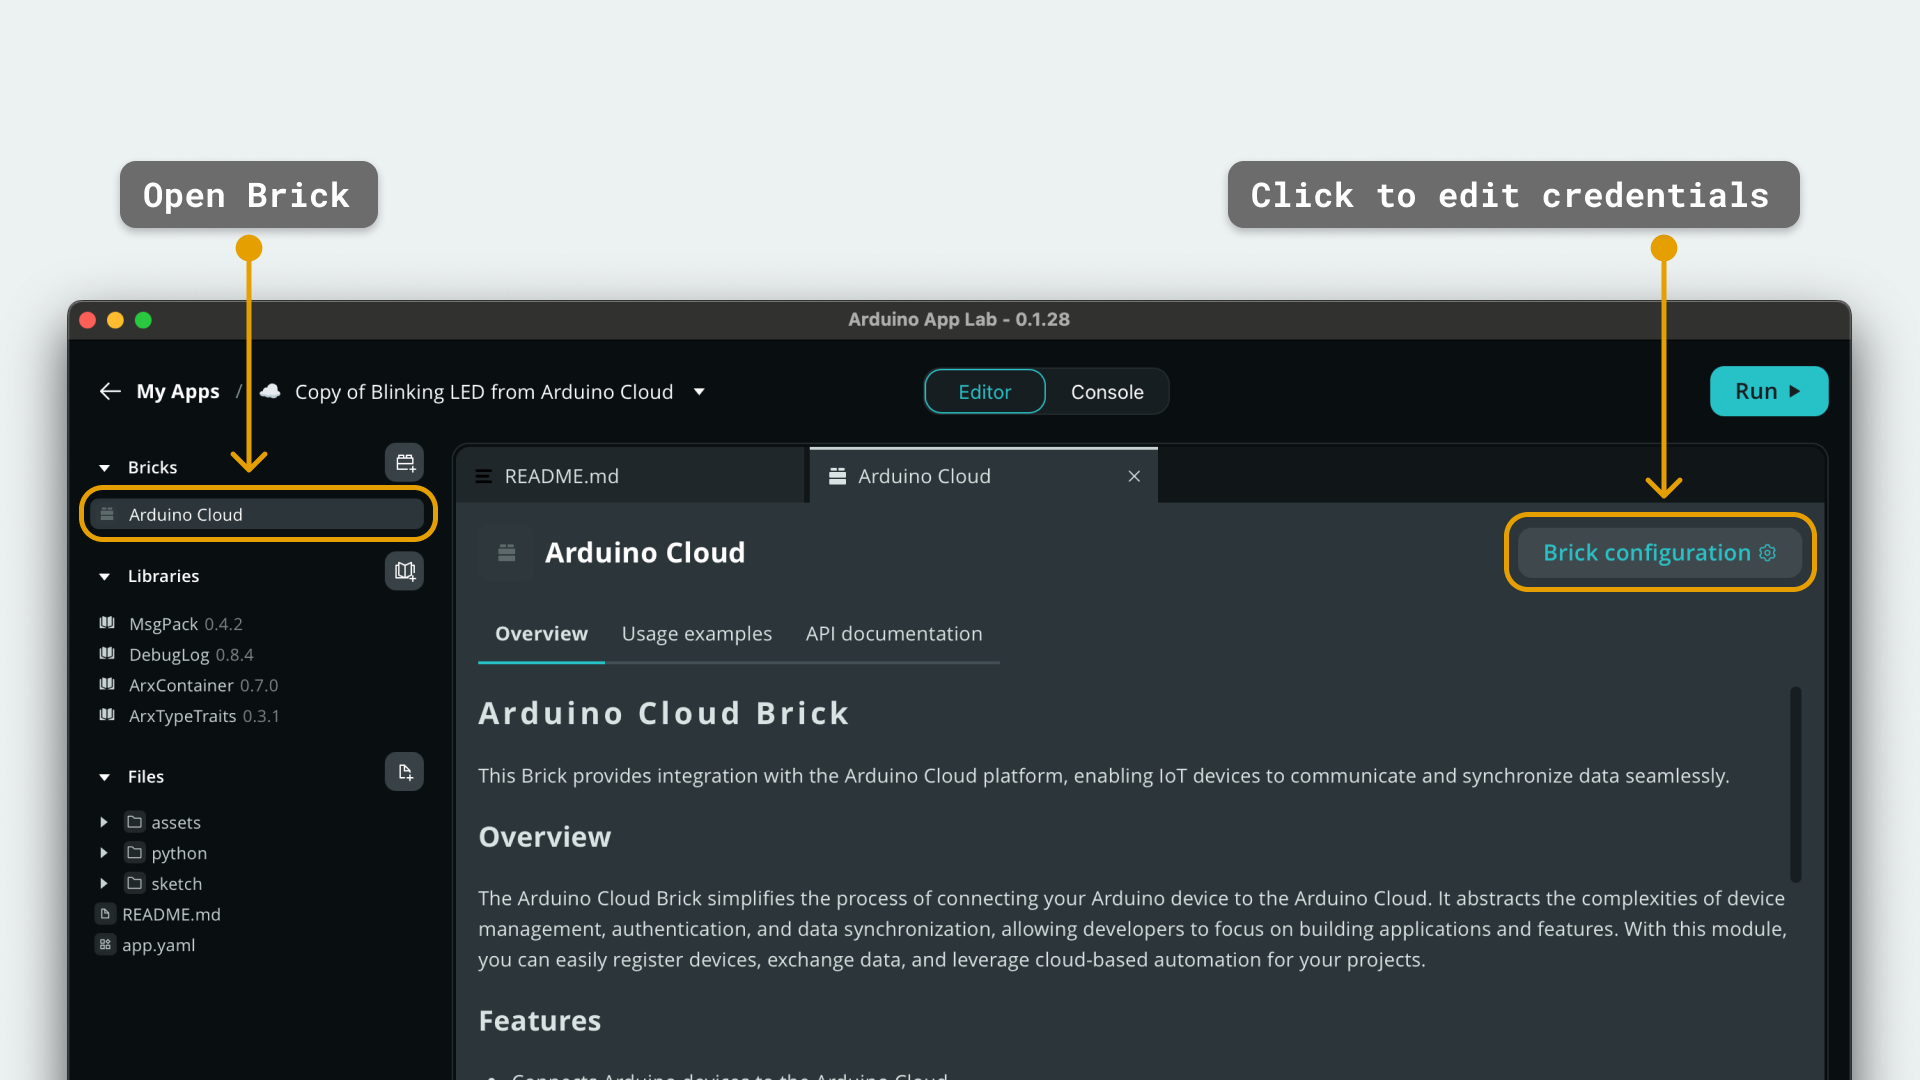 Open Brick
Click to edit credentials
Arduino App Lab - 0.1.28
My Apps / Copy of Blinking LED from Arduino Cloud
Editor
Console
Run
Bricks
Arduino Cloud
Libraries
MsgPack 0.4.2
DebugLog 0.8.4
ArxContainer 0.7.0
ArxTypeTraits 0.3.1
Files
assets
python
sketch
README.md
app.yaml
README.md
Arduino Cloud
Arduino Cloud
Brick configuration
Overview
Usage examples
API documentation
Arduino Cloud Brick
This Brick provides integration with the Arduino Cloud platform, enabling IoT devices to communicate and synchronize data seamlessly.
Overview
The Arduino Cloud Brick simplifies the process of connecting your Arduino device to the Arduino Cloud. It abstracts the complexities of device
management, authentication, and data synchronization, allowing developers to focus on building applications and features. With this module,
you can easily register devices, exchange data, and leverage cloud-based automation for your projects.
Features
Connects Arduino devices to the Arduino Cloud